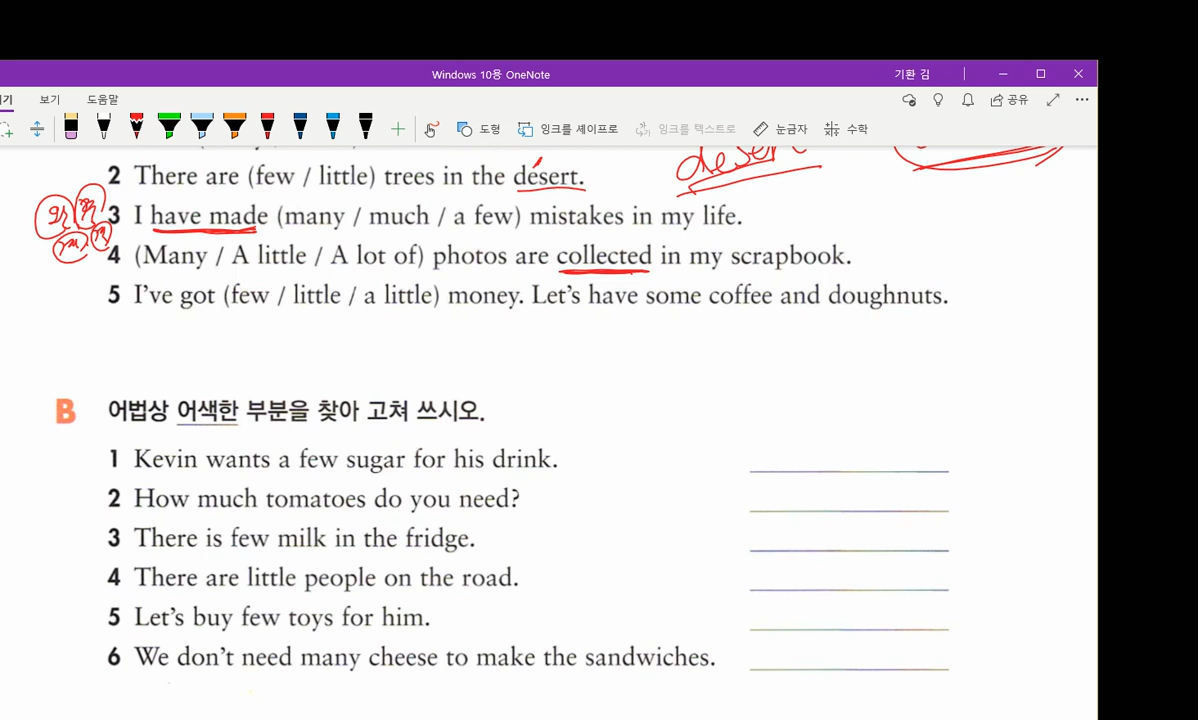 Windows 10용 OneNote
기환 김
보기
도움말
공유
도형
잉크를 셰이프로
잉크를 텍스트로
눈금자
수학
2 There are (few / little) trees in the desert.
3 I have made (many / much / a few) mistakes in my life.
4 (Many / A little / A lot of) photos are collected in my scrapbook.
5 I've got (few / little / a little) money. Let's have some coffee and doughnuts.
B 어법상 어색한 부분을 찾아 고쳐 쓰시오.
1 Kevin wants a few sugar for his drink.
2 How much tomatoes do you need?
3 There is few milk in the fridge.
4 There are little people on the road.
5 Let's buy few toys for him.
6 We don't need many cheese to make the sandwiches.